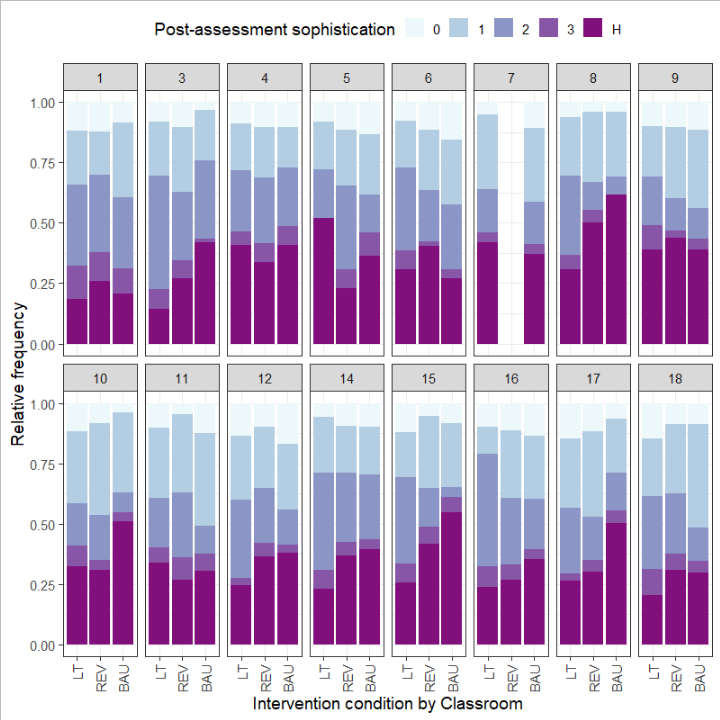 Post-assessment sophistication 0 1 2 3 H
1 3 4 5 6 7 8 9
1.00
0.75
0.50
0.25
0.00
10 11 12 14 15 16 17 18
1.00
0.75
0.50
0.25
0.00
Relative frequency
LT REV BAU LT REV BAU LT REV BAU LT REV BAU LT REV BAU LT REV BAU LT REV BAU LT REV BAU
Intervention condition by Classroom